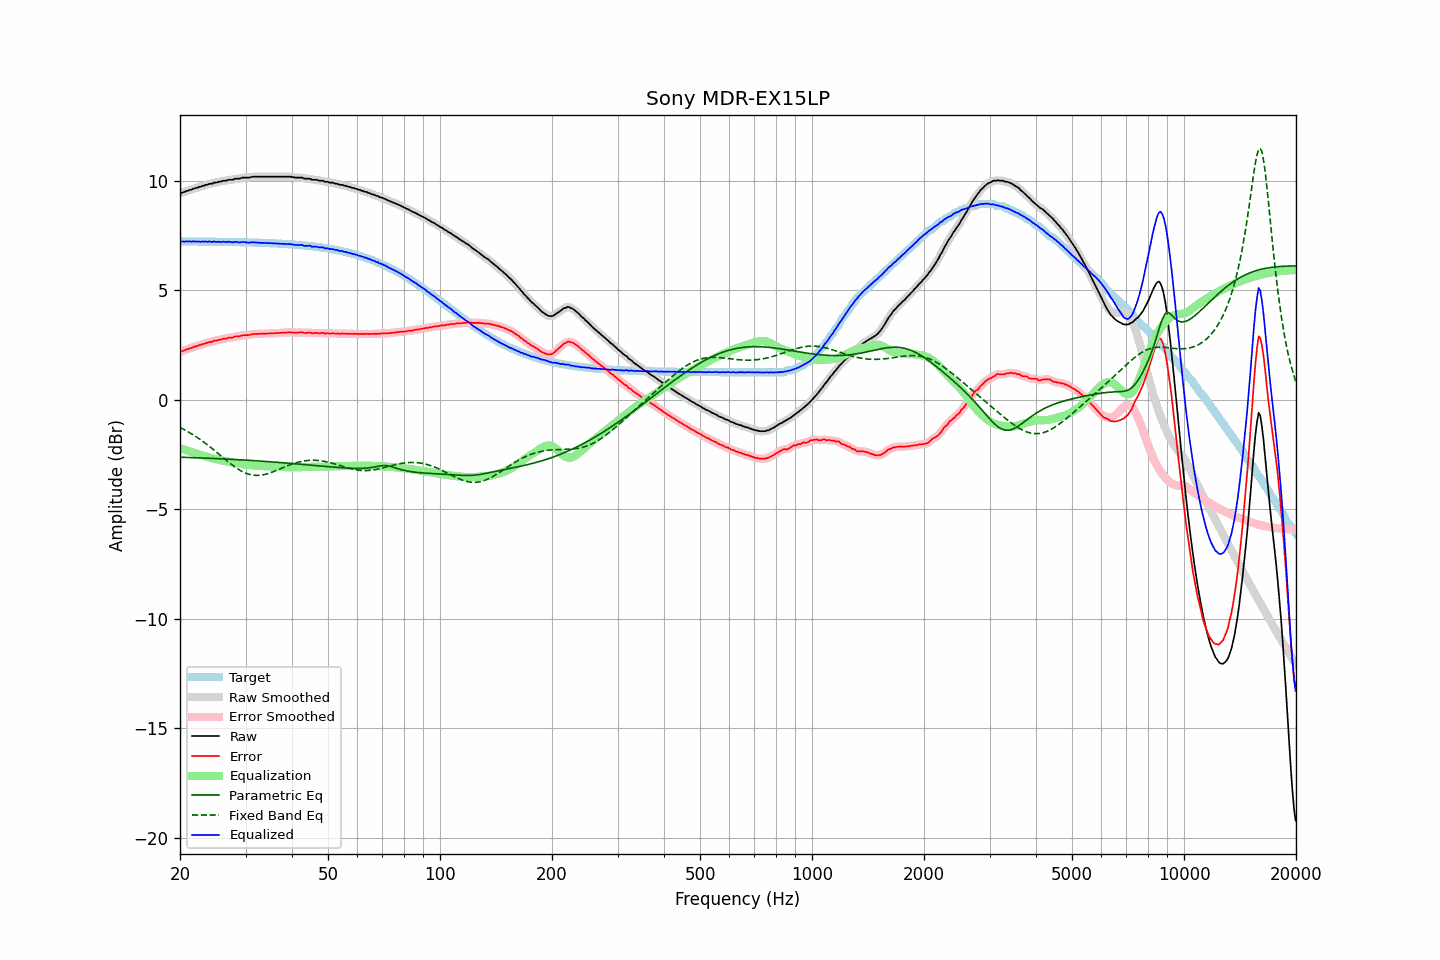 Sony MDR-EX15LP
Amplitude (dBr)
10
5
0
−5
−10
−15
−20
Target
Raw Smoothed
Error Smoothed
Raw
Error
Equalization
Parametric Eq
Fixed Band Eq
Equalized
20 50 100 200 500 1000 2000 5000 10000 20000
Frequency (Hz)